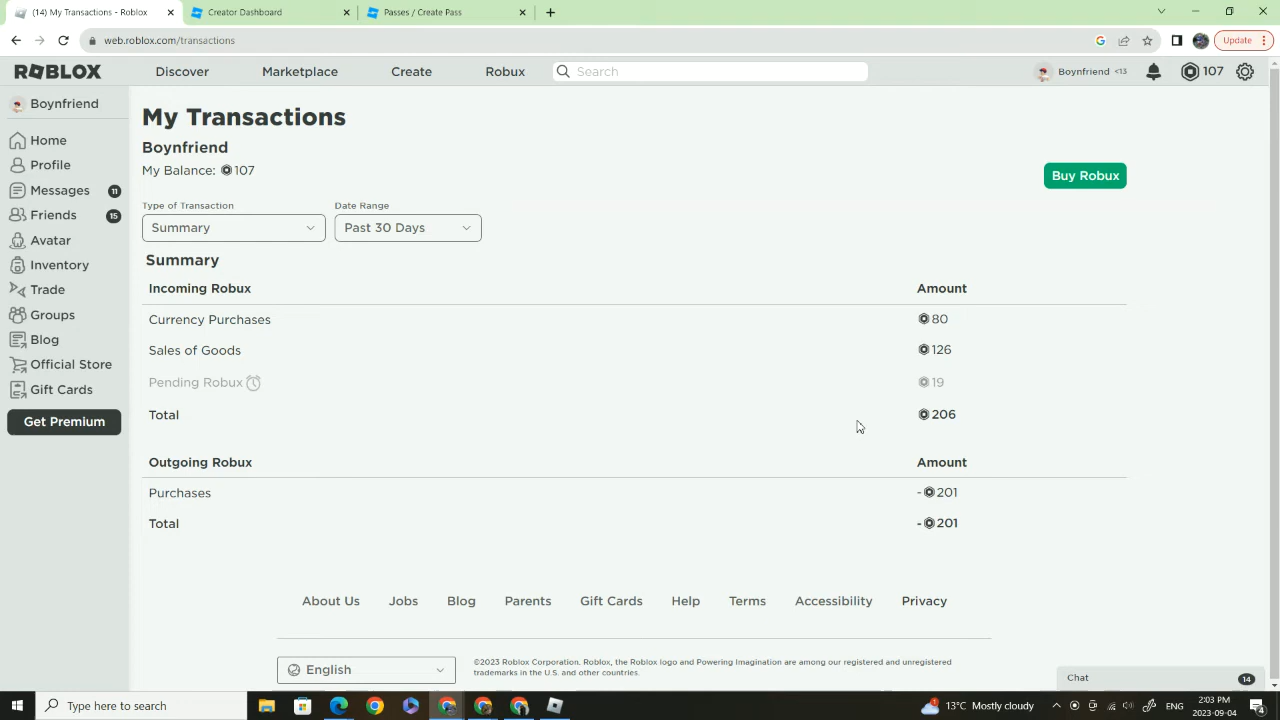 (14) My Transactions - Roblox
Creator Dashboard
Passes / Create Pass
web.roblox.com/transactions
Update
ROBLOX
Discover
Marketplace
Create
Robux
Search
Boynfriend <13
107
Boynfriend
Home
Profile
Messages 11
Friends 15
Avatar
Inventory
Trade
Groups
Blog
Official Store
Gift Cards
Get Premium
My Transactions
Boynfriend
My Balance: 107
Buy Robux
Type of Transaction
Date Range
Summary
Past 30 Days
Summary
Incoming Robux Amount
Currency Purchases 80
Sales of Goods 126
Pending Robux 19
Total 206
Outgoing Robux Amount
Purchases -201
Total -201
About Us Jobs Blog Parents Gift Cards Help Terms Accessibility Privacy
English
©2023 Roblox Corporation. Roblox, the Roblox logo and Powering Imagination are among our registered and unregistered
trademarks in the U.S. and other countries.
Chat 14
Type here to search
13°C Mostly cloudy
ENG
2:03 PM
2023-09-04
4